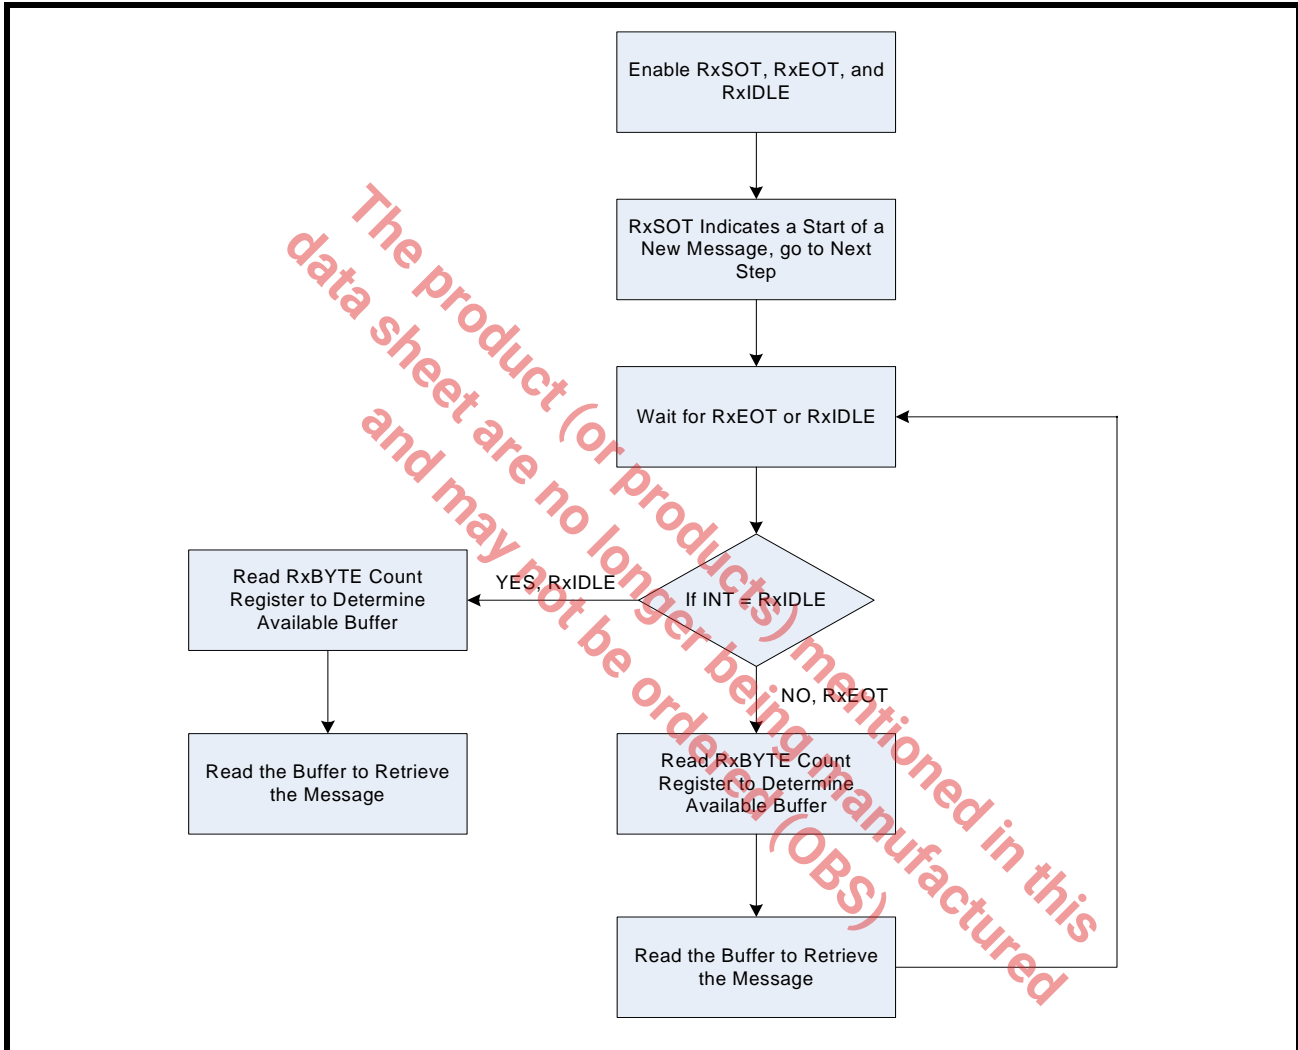 Enable RxSOT, RxEOT, and
RxIDLE
RxSOT Indicates a Start of a
New Message, go to Next
Step
Wait for RxEOT or RxIDLE
If INT = RxIDLE
YES, RxIDLE
Read RxBYTE Count
Register to Determine
Available Buffer
Read the Buffer to Retrieve
the Message
NO, RxEOT
Read RxBYTE Count
Register to Determine
Available Buffer
Read the Buffer to Retrieve
the Message
The product (or products) mentioned in this
data sheet are no longer being manufactured
and may not be ordered (OBS)